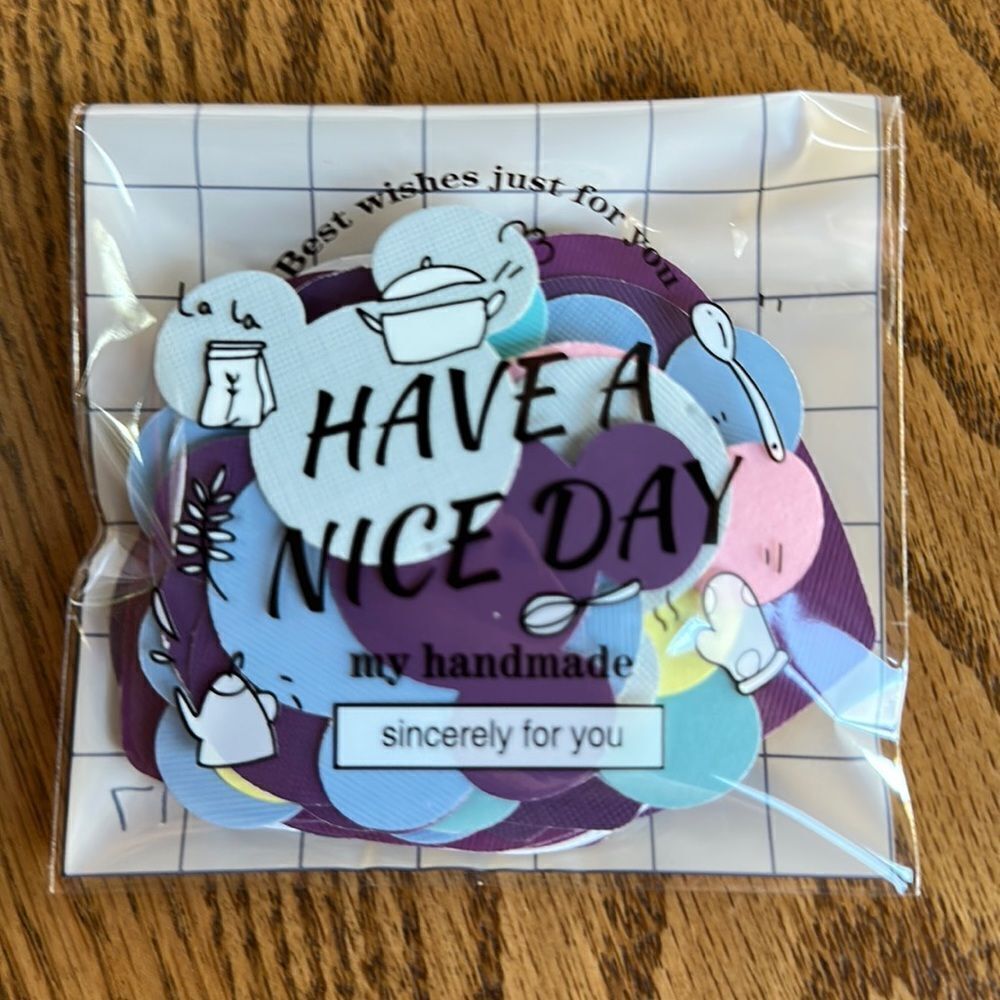 Best wishes just for you
La La
HAVE A
NICE DAY
my handmade
sincerely for you